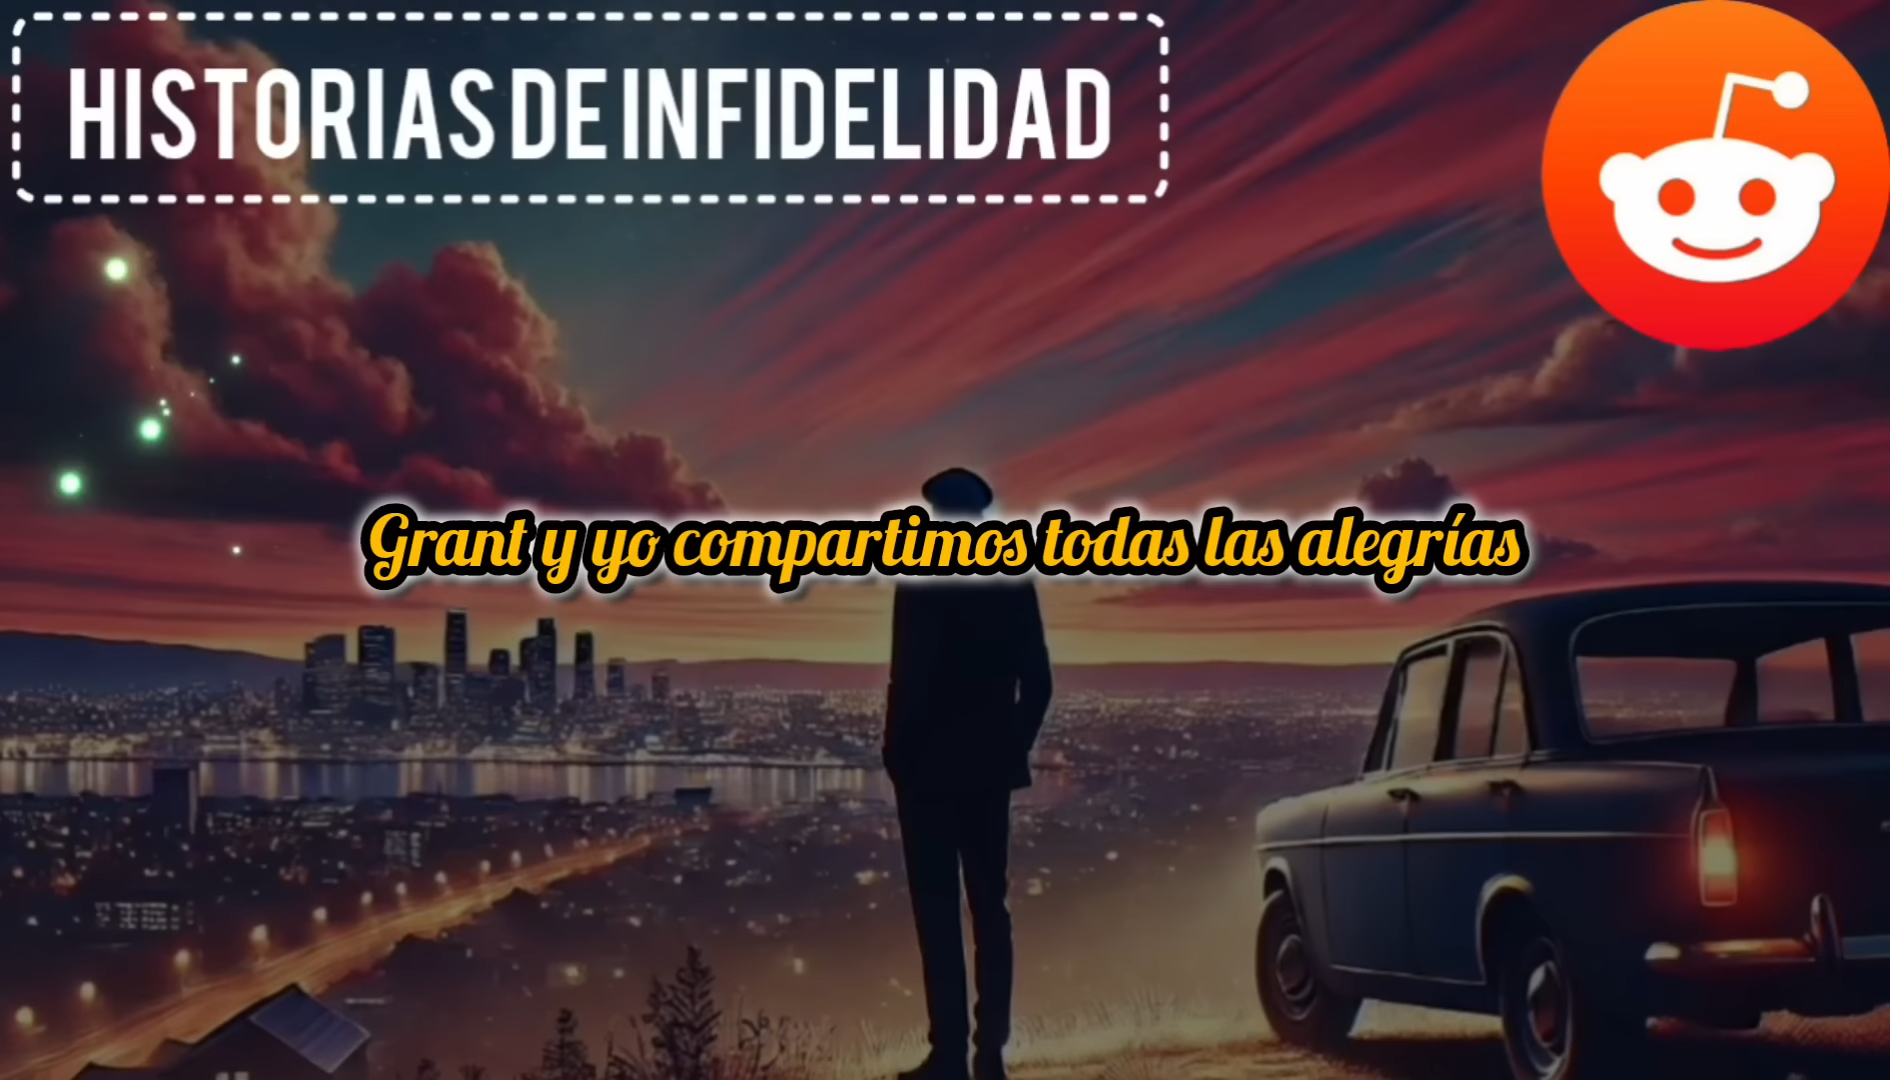 HISTORIAS DE INFIDELIDAD
Grant y yo compartimos todas las alegrías